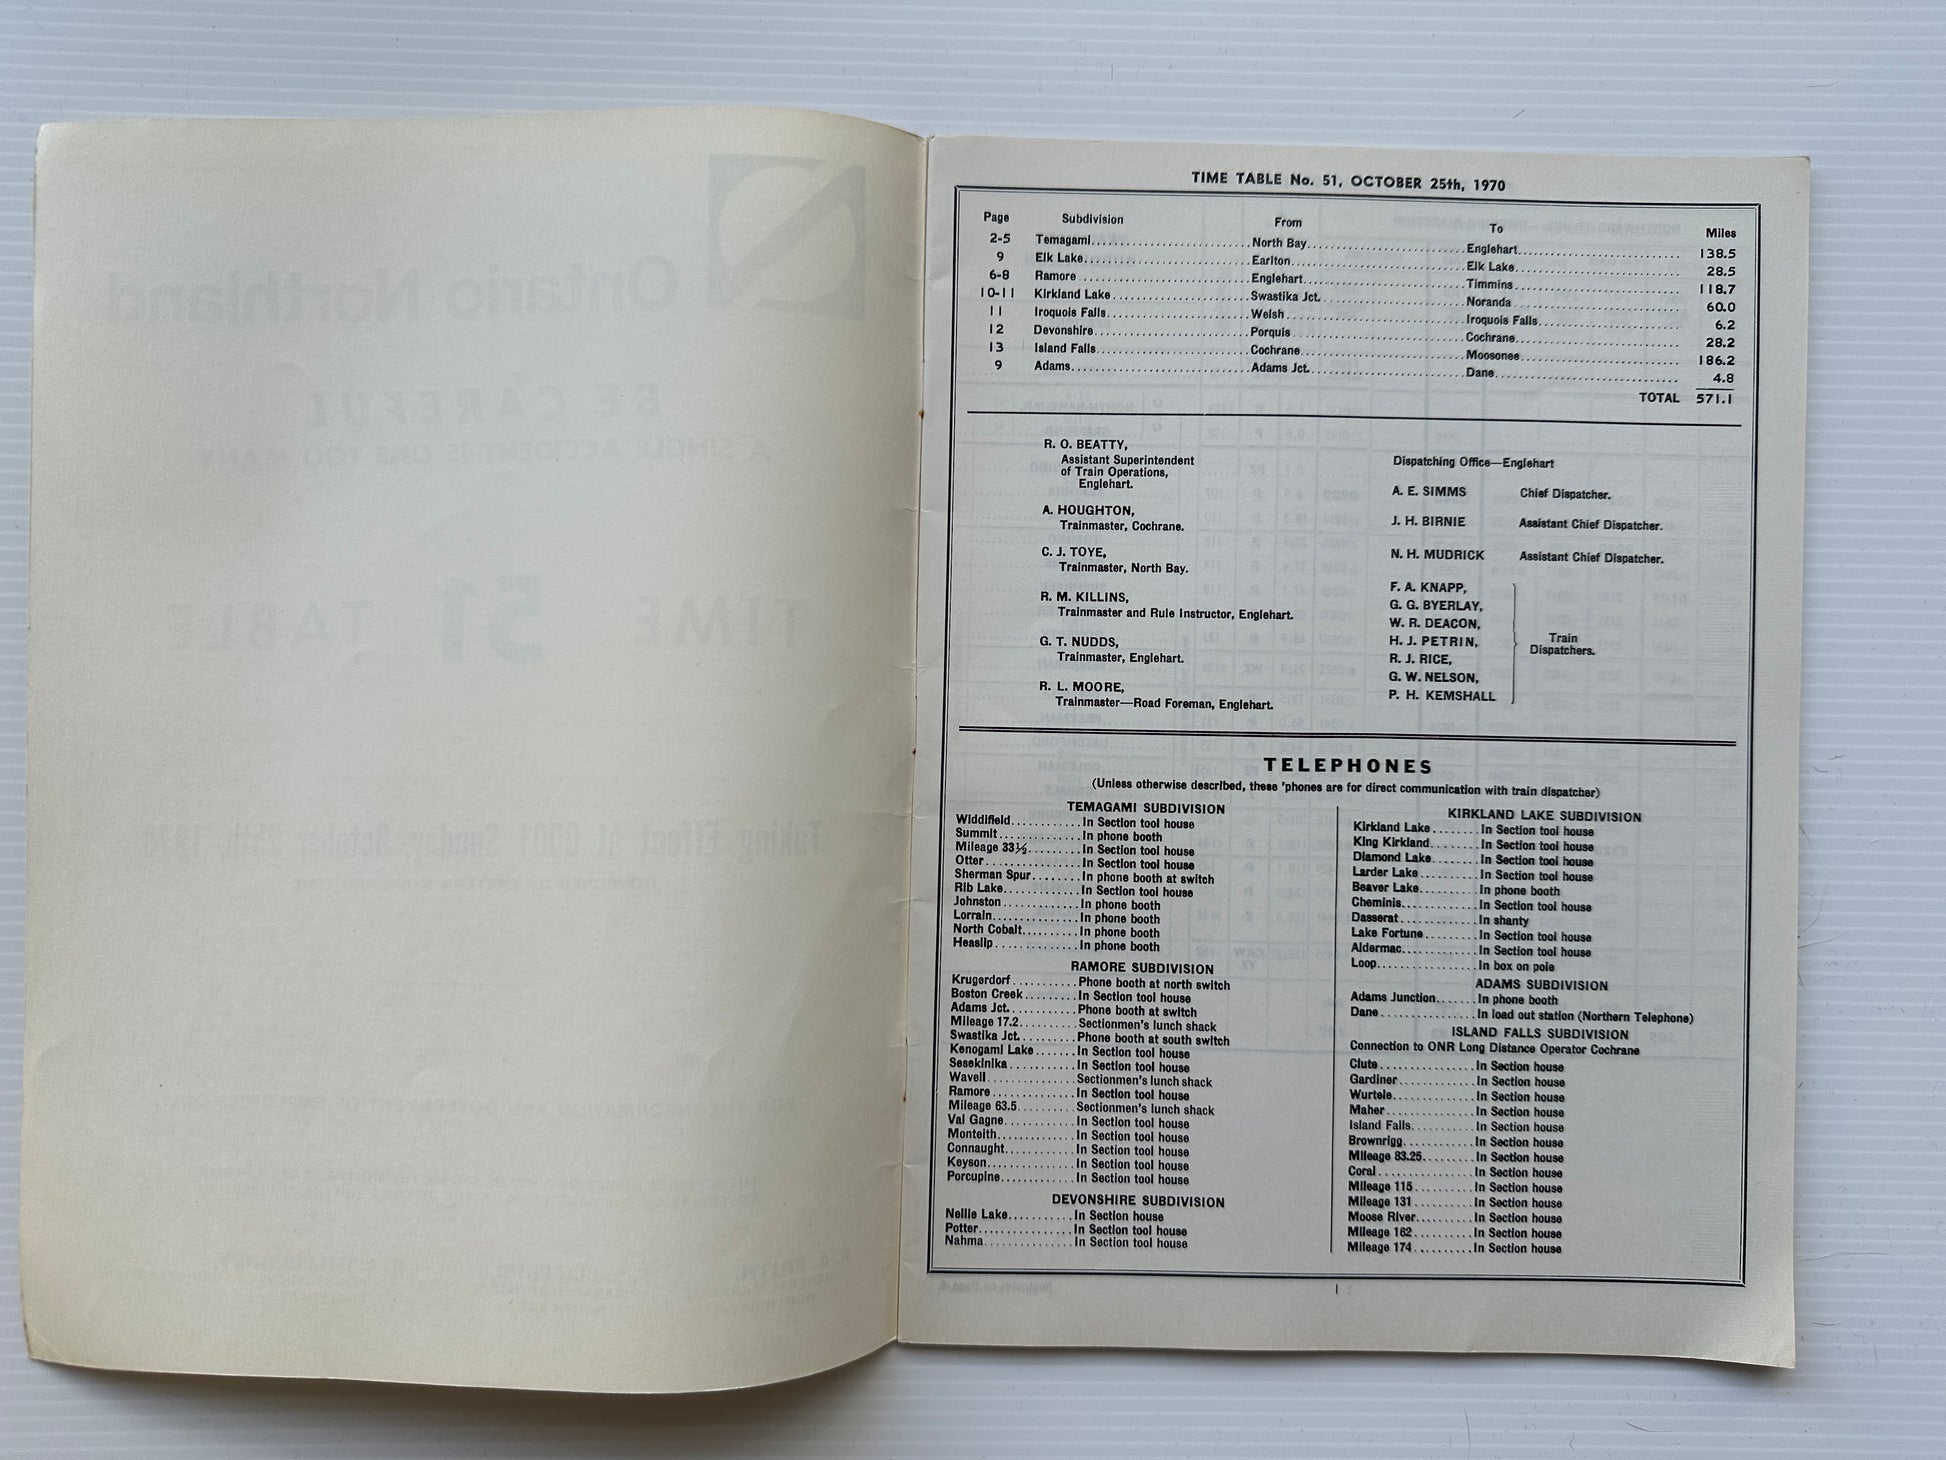 TIME TABLE No. 51, OCTOBER 25th, 1970
Page Subdivision From To Miles
2-5 Temagami North Bay Englehart 138.5
9 Elk Lake Earlton Elk Lake 28.5
6-8 Ramore Englehart Timmins 118.7
10-11 Kirkland Lake Swastika Jct. Noranda 60.0
11 Iroquois Falls Welsh Iroquois Falls 6.2
12 Devonshire Porquis Cochrane 28.2
13 Island Falls Cochrane Moosonee 186.2
9 Adams Adams Jct. Dane 4.8
TOTAL 571.1
R. O. BEATTY,
Assistant Superintendent
of Train Operations,
Englehart.
A. HOUGHTON,
Trainmaster, Cochrane.
C. J. TOYE,
Trainmaster, North Bay.
R. M. KILLINS,
Trainmaster and Rule Instructor, Englehart.
G. T. NUDDS,
Trainmaster, Englehart.
R. L. MOORE,
Trainmaster—Road Foreman, Englehart.
Dispatching Office—Englehart
A. E. SIMMS Chief Dispatcher.
J. H. BIRNIE Assistant Chief Dispatcher.
N. H. MUDRICK Assistant Chief Dispatcher.
F. A. KNAPP,
G. G. BYERLAY,
W. R. DEACON,
H. J. PETRIN,
R. J. RICE,
G. W. NELSON,
P. H. KEMSHALL
Train
Dispatchers.
TELEPHONES
(Unless otherwise described, these 'phones are for direct communication with train dispatcher)
TEMAGAMI SUBDIVISION
Widdifield In Section tool house
Summit In phone booth
Mileage 33½ In Section tool house
Otter In Section tool house
Sherman Spur In phone booth at switch
Rib Lake In Section tool house
Johnston In phone booth
Lorrain In phone booth
North Cobalt In phone booth
Heaslip In phone booth
RAMORE SUBDIVISION
Krugerdorf Phone booth at north switch
Boston Creek In Section tool house
Adams Jct. Phone booth at switch
Mileage 17.2 Sectionmen's lunch shack
Swastika Jct. Phone booth at south switch
Kenogami Lake In Section tool house
Sesekinika In Section tool house
Wavell Sectionmen's lunch shack
Ramore In Section tool house
Mileage 63.5 Sectionmen's lunch shack
Val Gagne In Section tool house
Monteith In Section tool house
Connaught In Section tool house
Keyson In Section tool house
Porcupine In Section tool house
DEVONSHIRE SUBDIVISION
Nellie Lake In Section house
Potter In Section tool house
Nahma In Section tool house
KIRKLAND LAKE SUBDIVISION
Kirkland Lake In Section tool house
King Kirkland In Section tool house
Diamond Lake In Section tool house
Larder Lake In Section tool house
Beaver Lake In phone booth
Cheminis In Section tool house
Dasserat In shanty
Lake Fortune In Section tool house
Aldermac In Section tool house
Loop In box on pole
ADAMS SUBDIVISION
Adams Junction In phone booth
Dane In load out station (Northern Telephone)
ISLAND FALLS SUBDIVISION
Connection to ONR Long Distance Operator Cochrane
Clute In Section house
Gardiner In Section house
Wurtele In Section house
Maher In Section house
Island Falls In Section house
Brownrigg In Section house
Mileage 83.25 In Section house
Coral In Section house
Mileage 115 In Section house
Mileage 131 In Section house
Moose River In Section house
Mileage 162 In Section house
Mileage 174 In Section house
1